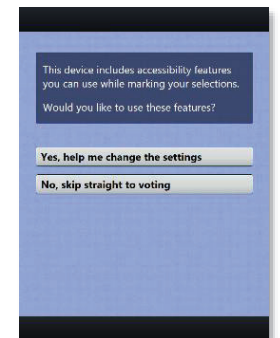 This device includes accessibility features
you can use while marking your selections.
Would you like to use these features?
Yes, help me change the settings
No, skip straight to voting